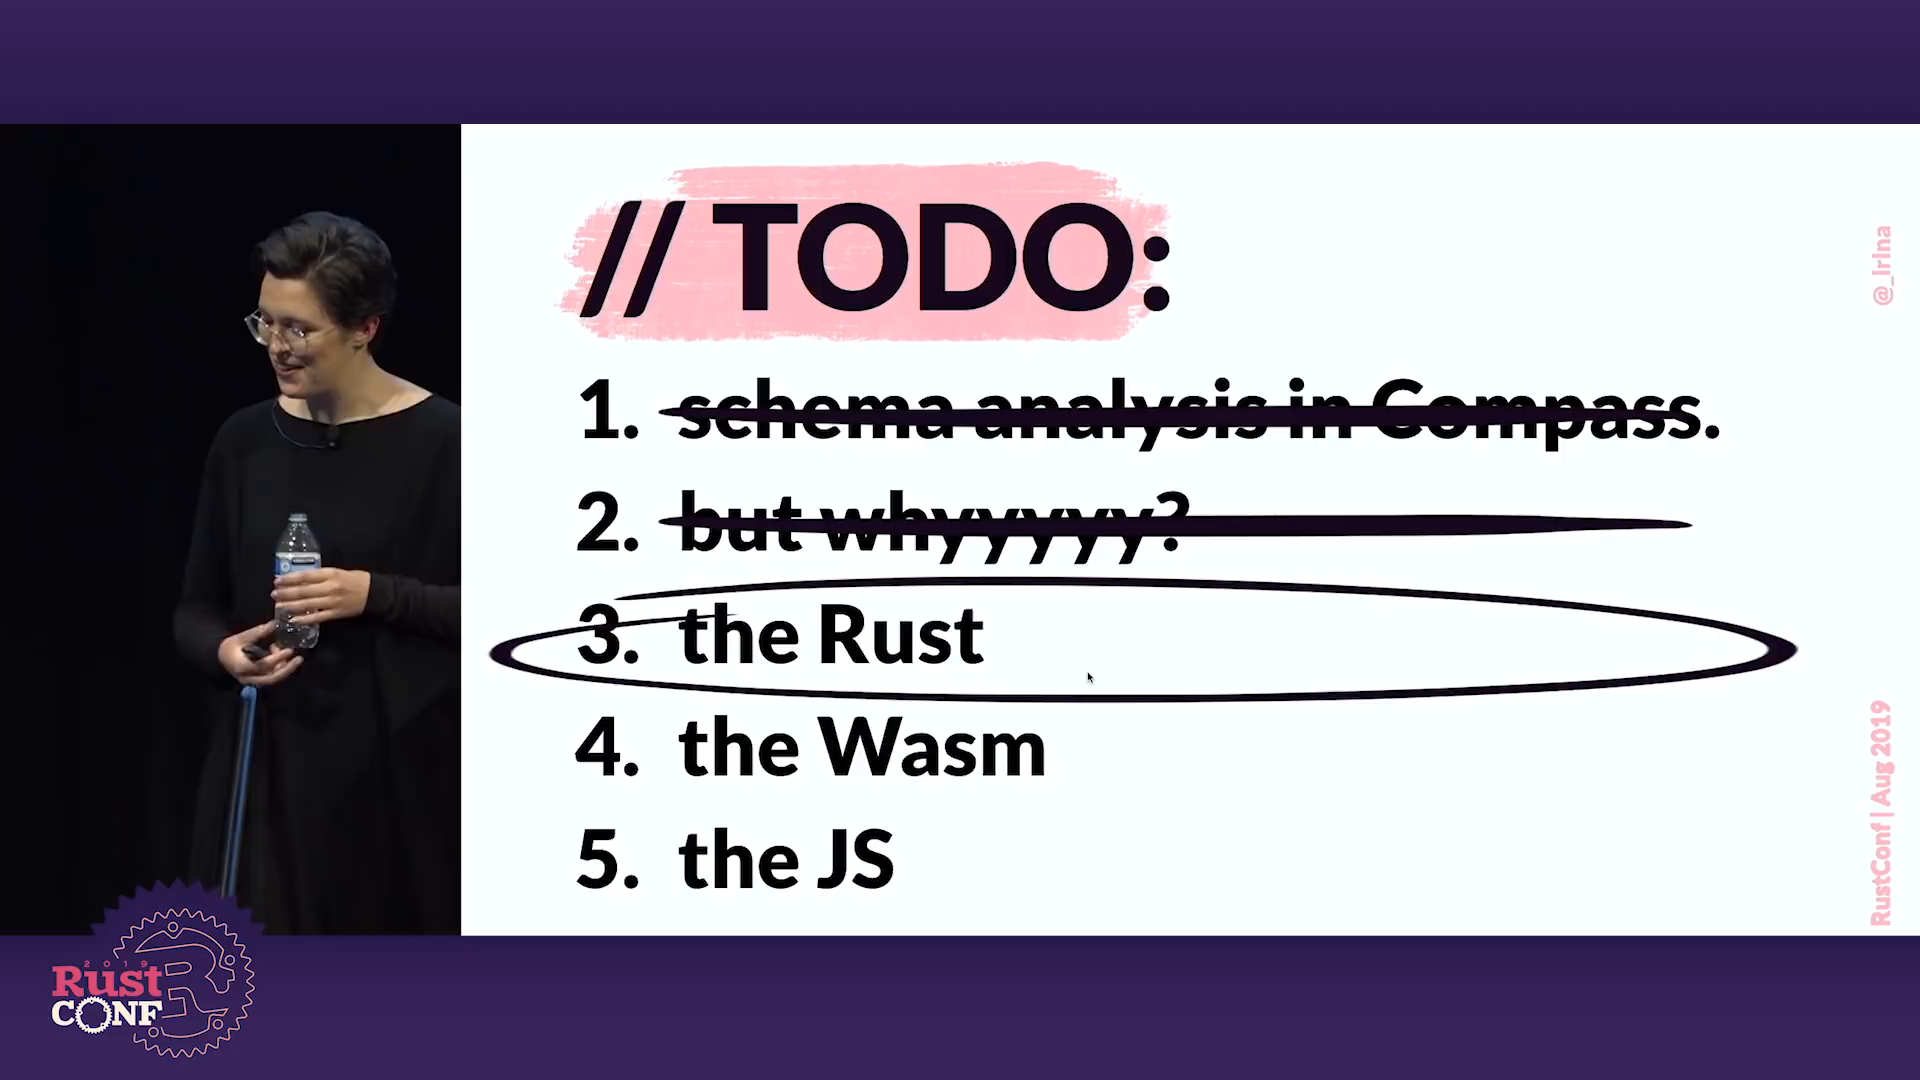 // TODO:
1. schema analysis in Compass.
2. but whyyyyy?
3. the Rust
4. the Wasm
5. the JS
@_lrlna
RustConf | Aug 2019
2019
Rust
CONF